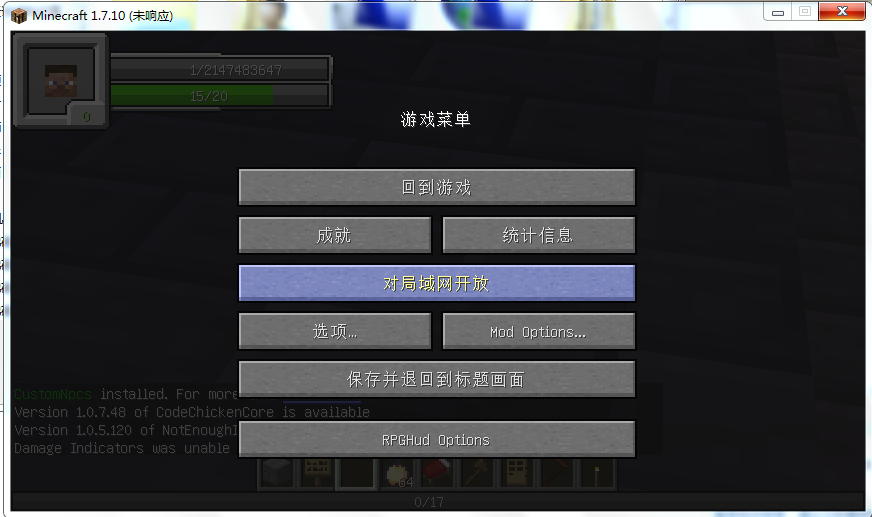 Minecraft 1.7.10 (未响应)
1/2147483647
15/20
0
游戏菜单
回到游戏
成就
统计信息
对局域网开放
选项...
Mod Options...
保存并退回到标题画面
CustomNpcs installed. For more
Version 1.0.7.48 of CodeChickenCore is available
Version 1.0.5.120 of NotEnoughI
Damage Indicators was unable
RPGHud Options
64
0/17